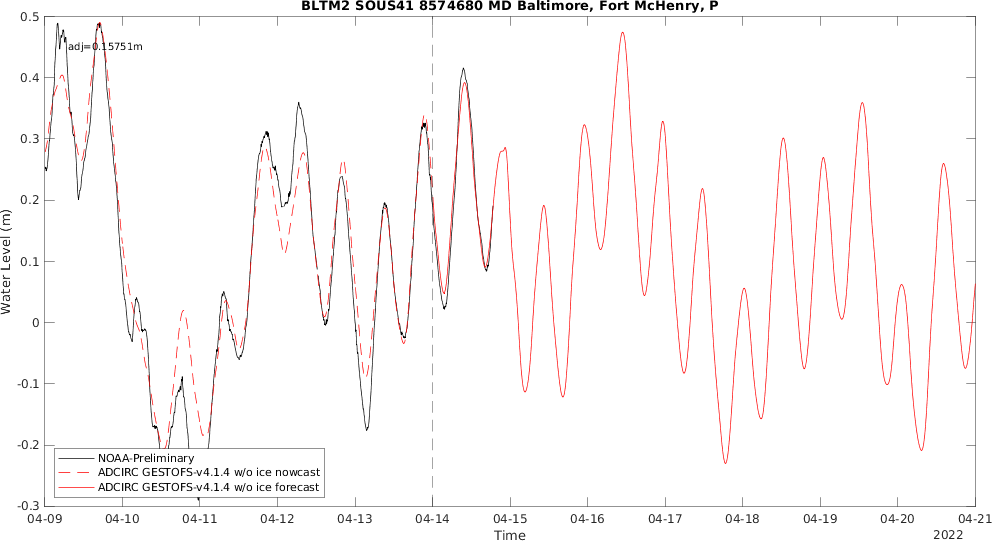 BLTM2 SOUS41 8574680 MD Baltimore, Fort McHenry, P
0.5
adj=0.15751m
0.4
0.3
0.2
0.1
0
-0.1
-0.2
-0.3
Water Level (m)
NOAA-Preliminary
ADCIRC GESTOFS-v4.1.4 w/o ice nowcast
ADCIRC GESTOFS-v4.1.4 w/o ice forecast
04-09 04-10 04-11 04-12 04-13 04-14 04-15 04-16 04-17 04-18 04-19 04-20 04-21
Time
2022